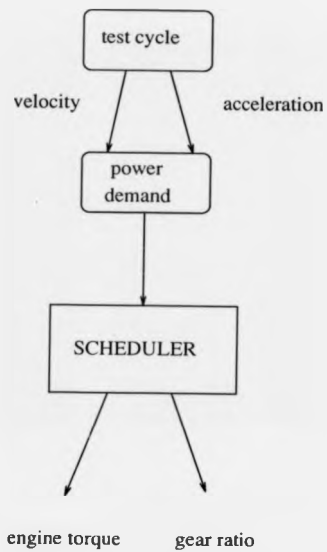 test cycle
velocity
acceleration
power
demand
SCHEDULER
engine torque
gear ratio